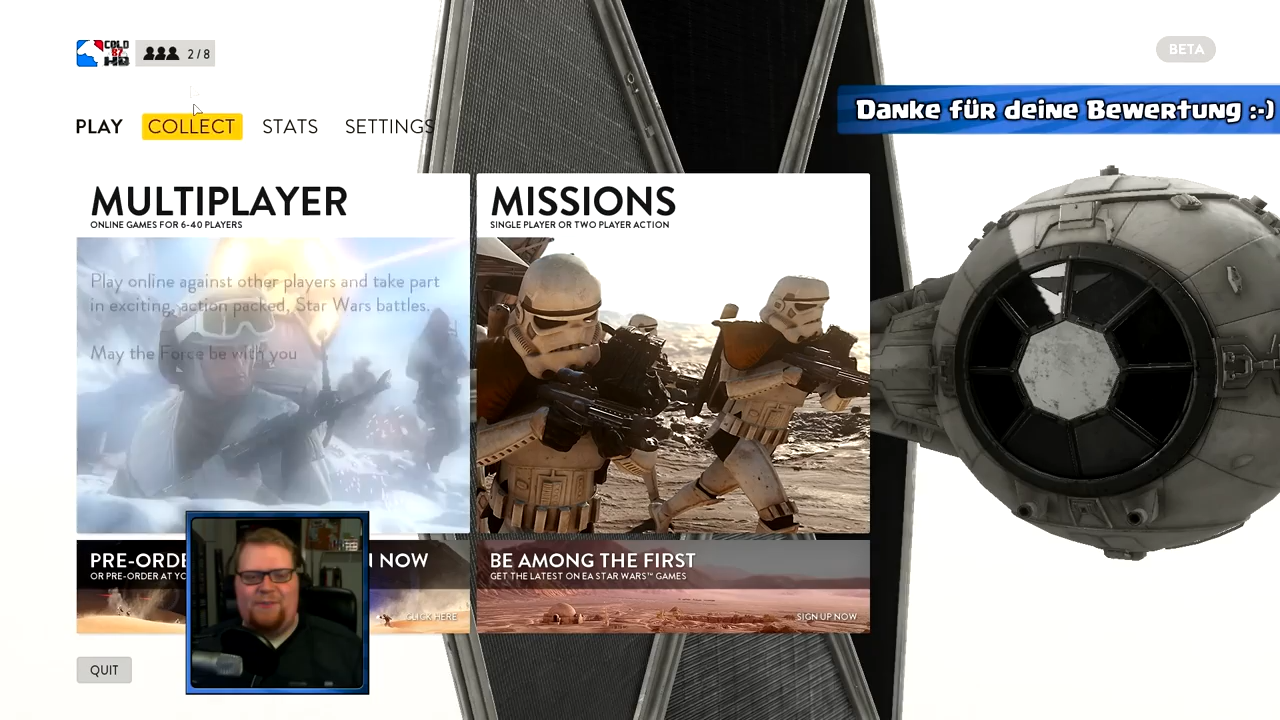 COLD
87
HD
2 / 8
BETA
PLAY COLLECT STATS SETTINGS
Danke für deine Bewertung :-)
MULTIPLAYER
ONLINE GAMES FOR 6-40 PLAYERS
Play online against other players and take part
in exciting, action packed, Star Wars battles.
May the Force be with you
MISSIONS
SINGLE PLAYER OR TWO PLAYER ACTION
PRE-ORDE
N NOW
OR PRE-ORDER AT YO
CLICK HERE
BE AMONG THE FIRST
GET THE LATEST ON EA STAR WARS™ GAMES
SIGN UP NOW
QUIT